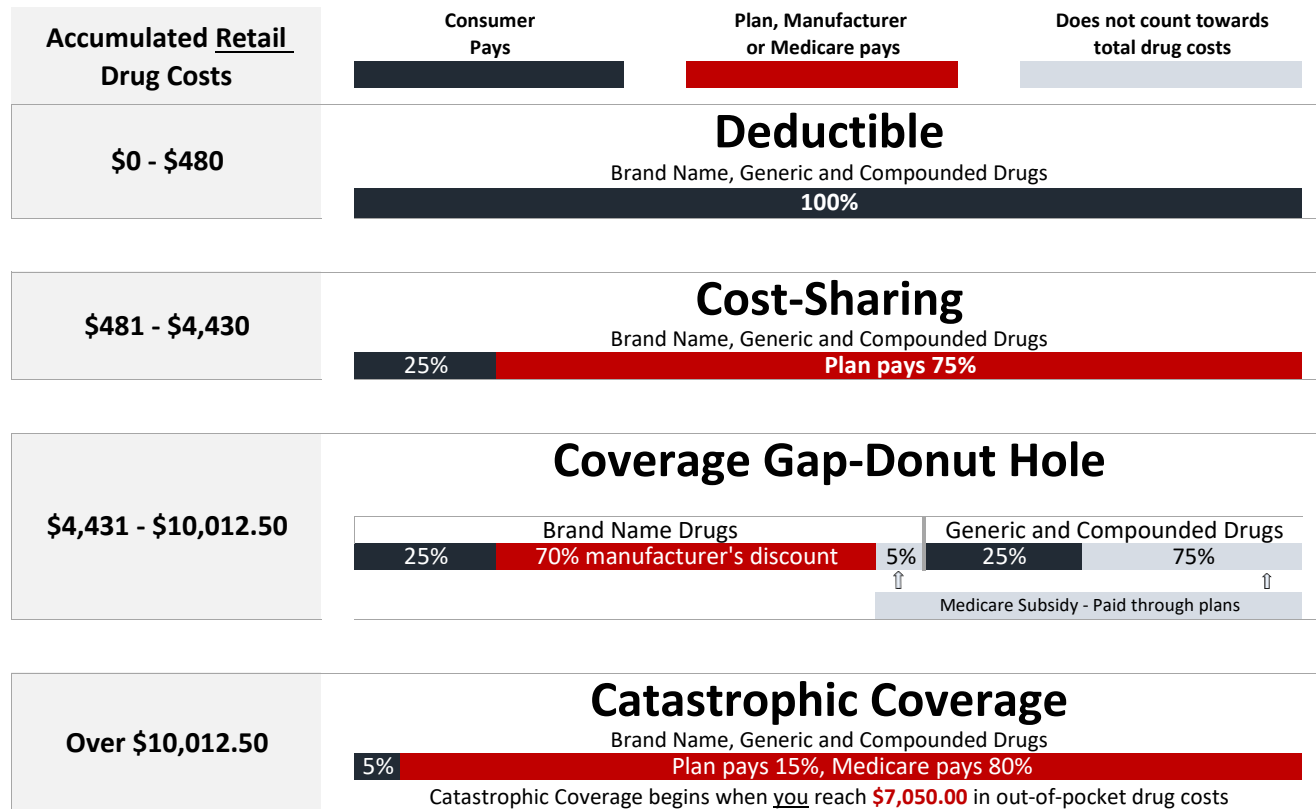 Accumulated Retail
Drug Costs
Consumer
Pays
Plan, Manufacturer
or Medicare pays
Does not count towards
total drug costs
$0 - $480
Deductible
Brand Name, Generic and Compounded Drugs
100%
$481 - $4,430
Cost-Sharing
Brand Name, Generic and Compounded Drugs
25%
Plan pays 75%
$4,431 - $10,012.50
Coverage Gap-Donut Hole
Brand Name Drugs
Generic and Compounded Drugs
25%
70% manufacturer's discount
5%
25%
75%
⇧
⇧
Medicare Subsidy - Paid through plans
Over $10,012.50
Catastrophic Coverage
Brand Name, Generic and Compounded Drugs
5%
Plan pays 15%, Medicare pays 80%
Catastrophic Coverage begins when you reach $7,050.00 in out-of-pocket drug costs